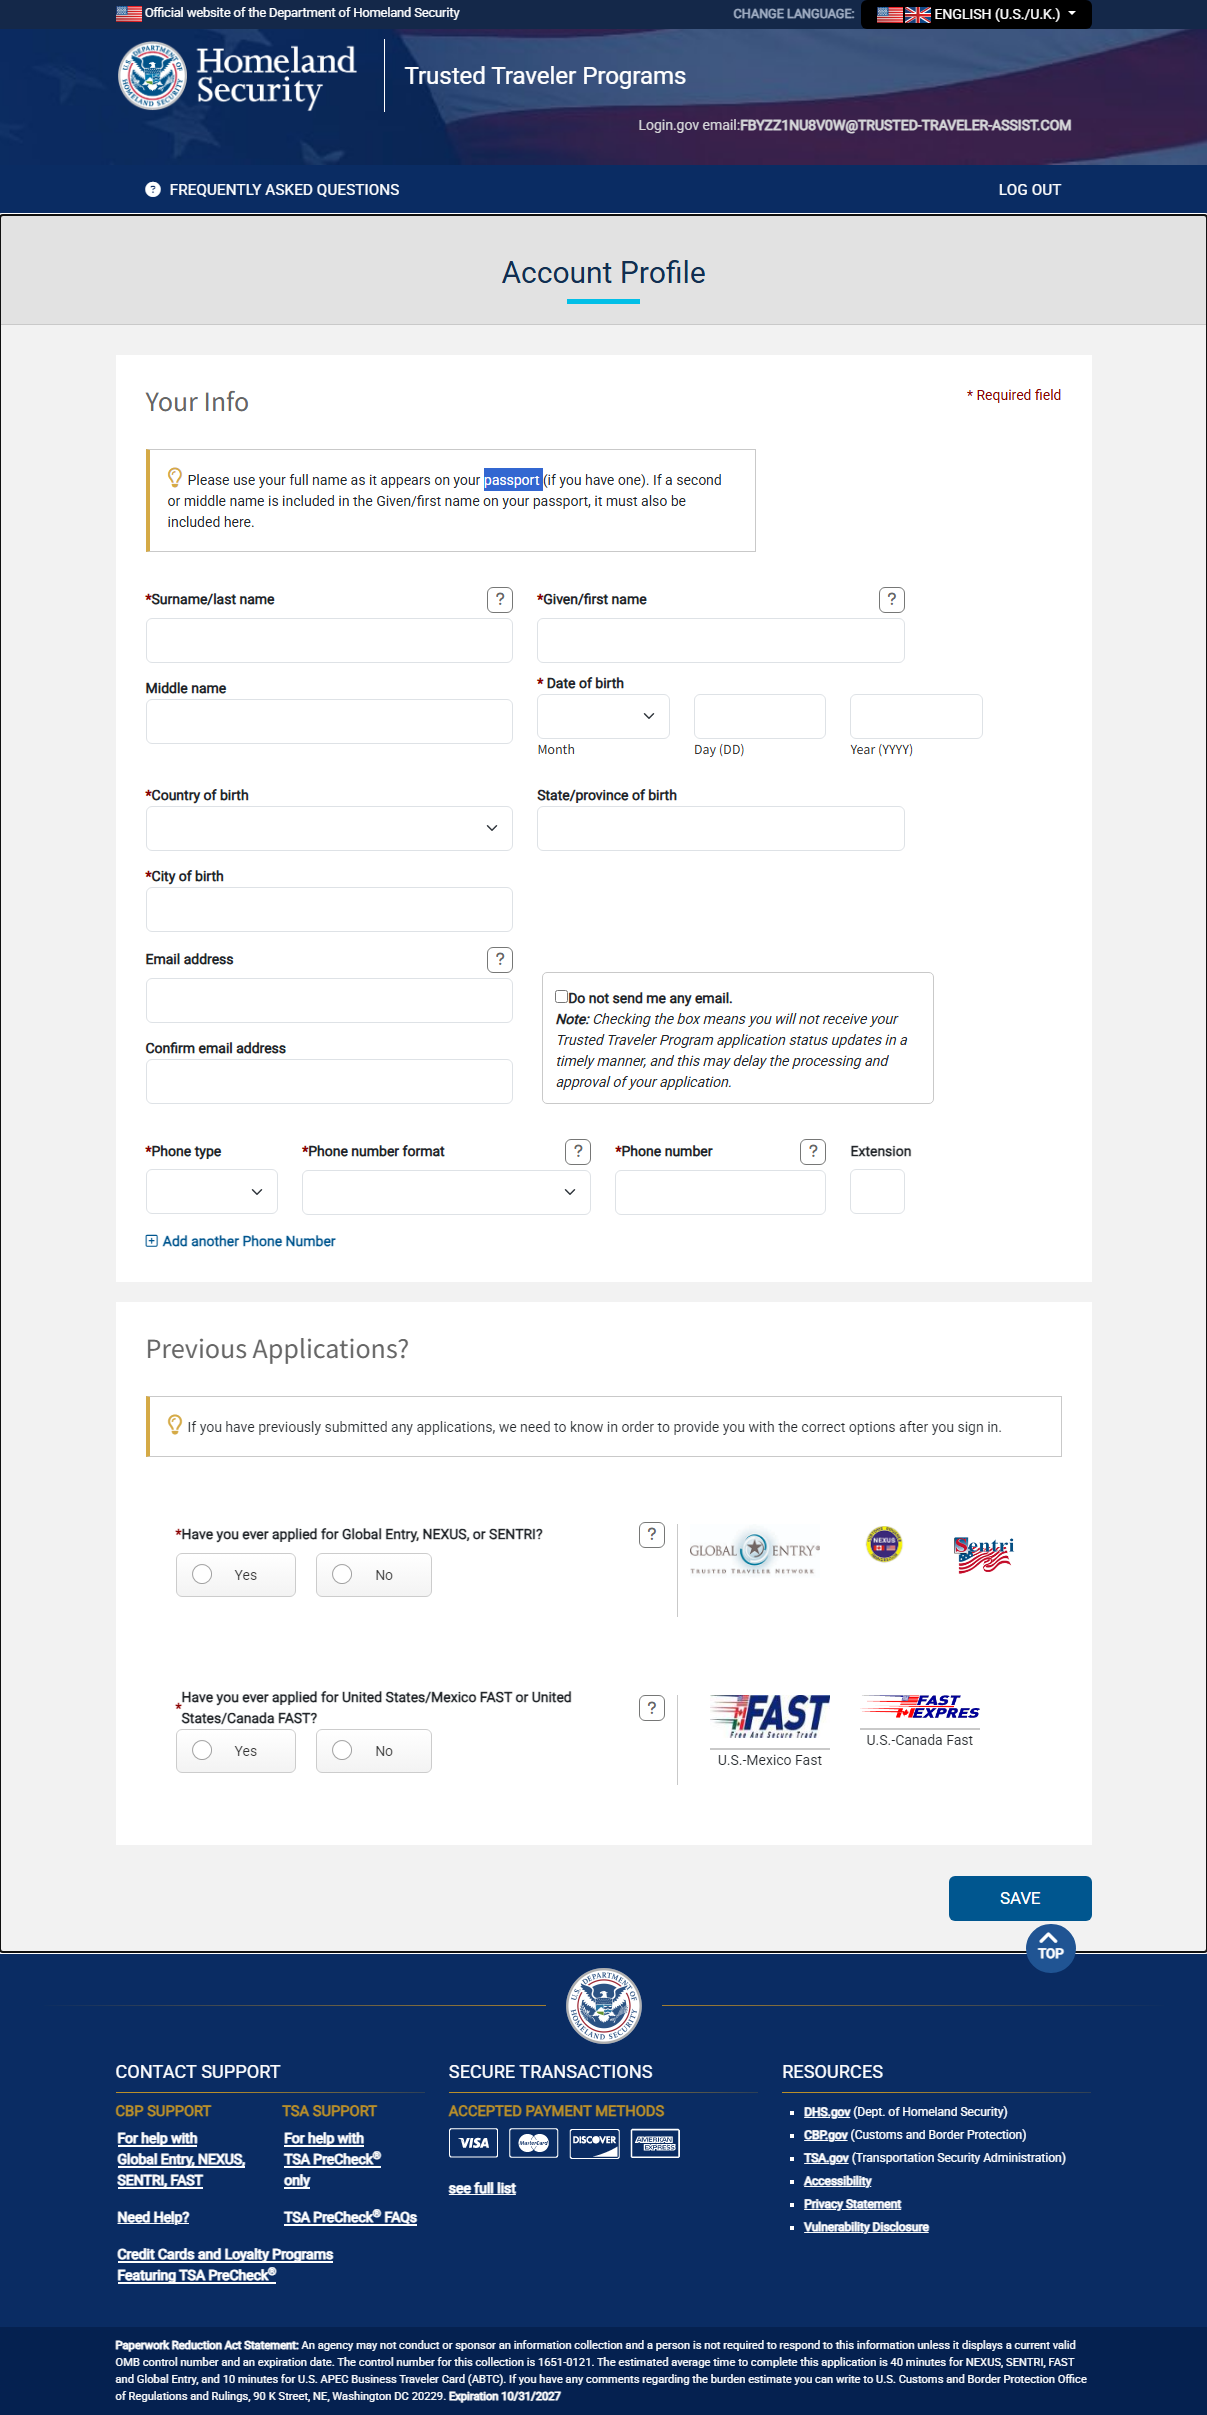 Official website of the Department of Homeland Security
CHANGE LANGUAGE: ENGLISH (U.S./U.K.)
Homeland
Security
Trusted Traveler Programs
Login.gov email:FBYZZ1NU8V0W@TRUSTED-TRAVELER-ASSIST.COM
? FREQUENTLY ASKED QUESTIONS
LOG OUT
Account Profile
Your Info
* Required field
Please use your full name as it appears on your passport (if you have one). If a second
or middle name is included in the Given/first name on your passport, it must also be
included here.
*Surname/last name ?
*Given/first name ?
Middle name
* Date of birth
Month
Day (DD)
Year (YYYY)
*Country of birth
State/province of birth
*City of birth
Email address ?
Do not send me any email.
Note: Checking the box means you will not receive your
Trusted Traveler Program application status updates in a
timely manner, and this may delay the processing and
approval of your application.
Confirm email address
*Phone type
*Phone number format ?
*Phone number ?
Extension
Add another Phone Number
Previous Applications?
If you have previously submitted any applications, we need to know in order to provide you with the correct options after you sign in.
*Have you ever applied for Global Entry, NEXUS, or SENTRI? ?
Yes
No
GLOBAL ENTRY®
TRUSTED TRAVELER NETWORK
NEXUS
Sentri
*Have you ever applied for United States/Mexico FAST or United
States/Canada FAST?
?
Yes
No
FAST
Free And Secure Trade
U.S.-Mexico Fast
FAST
EXPRES
U.S.-Canada Fast
SAVE
TOP
U.S. DEPARTMENT OF HOMELAND SECURITY
CONTACT SUPPORT
CBP SUPPORT
For help with
Global Entry, NEXUS,
SENTRI, FAST
Need Help?
TSA SUPPORT
For help with
TSA PreCheck®
only
TSA PreCheck® FAQs
Credit Cards and Loyalty Programs
Featuring TSA PreCheck®
SECURE TRANSACTIONS
ACCEPTED PAYMENT METHODS
VISA
MasterCard
DISCOVER
AMERICAN
EXPRESS
see full list
RESOURCES
DHS.gov (Dept. of Homeland Security)
CBP.gov (Customs and Border Protection)
TSA.gov (Transportation Security Administration)
Accessibility
Privacy Statement
Vulnerability Disclosure
Paperwork Reduction Act Statement: An agency may not conduct or sponsor an information collection and a person is not required to respond to this information unless it displays a current valid
OMB control number and an expiration date. The control number for this collection is 1651-0121. The estimated average time to complete this application is 40 minutes for NEXUS, SENTRI, FAST
and Global Entry, and 10 minutes for U.S. APEC Business Traveler Card (ABTC). If you have any comments regarding the burden estimate you can write to U.S. Customs and Border Protection Office
of Regulations and Rulings, 90 K Street, NE, Washington DC 20229. Expiration 10/31/2027